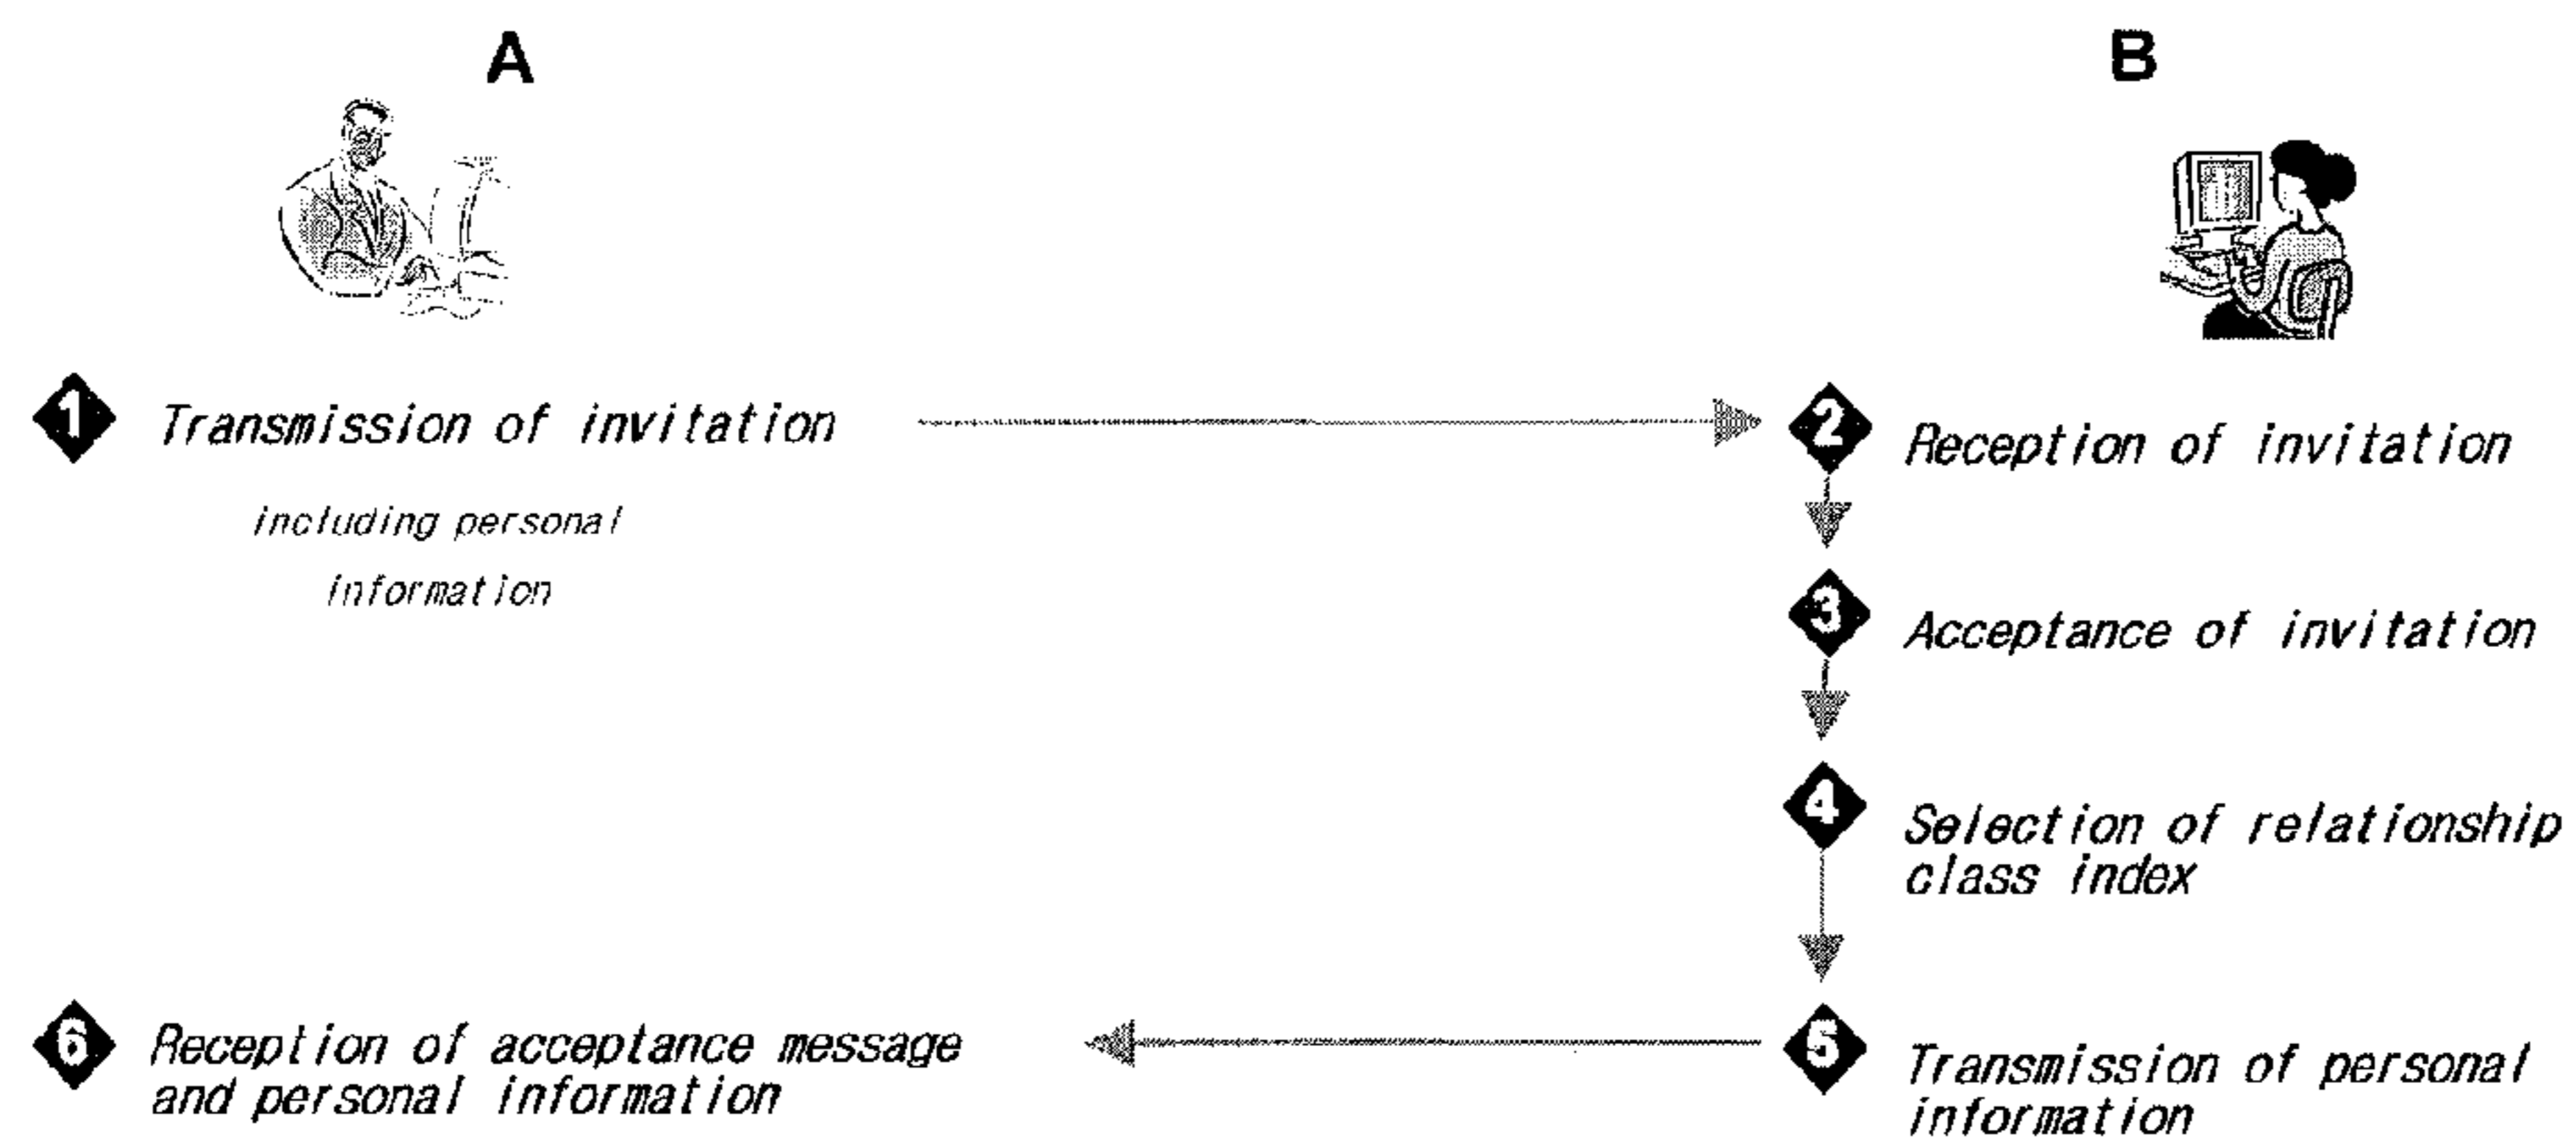 A
B
1 Transmission of invitation
including personal
information
2 Reception of invitation
3 Acceptance of invitation
4 Selection of relationship
class index
5 Transmission of personal
information
6 Reception of acceptance message
and personal information